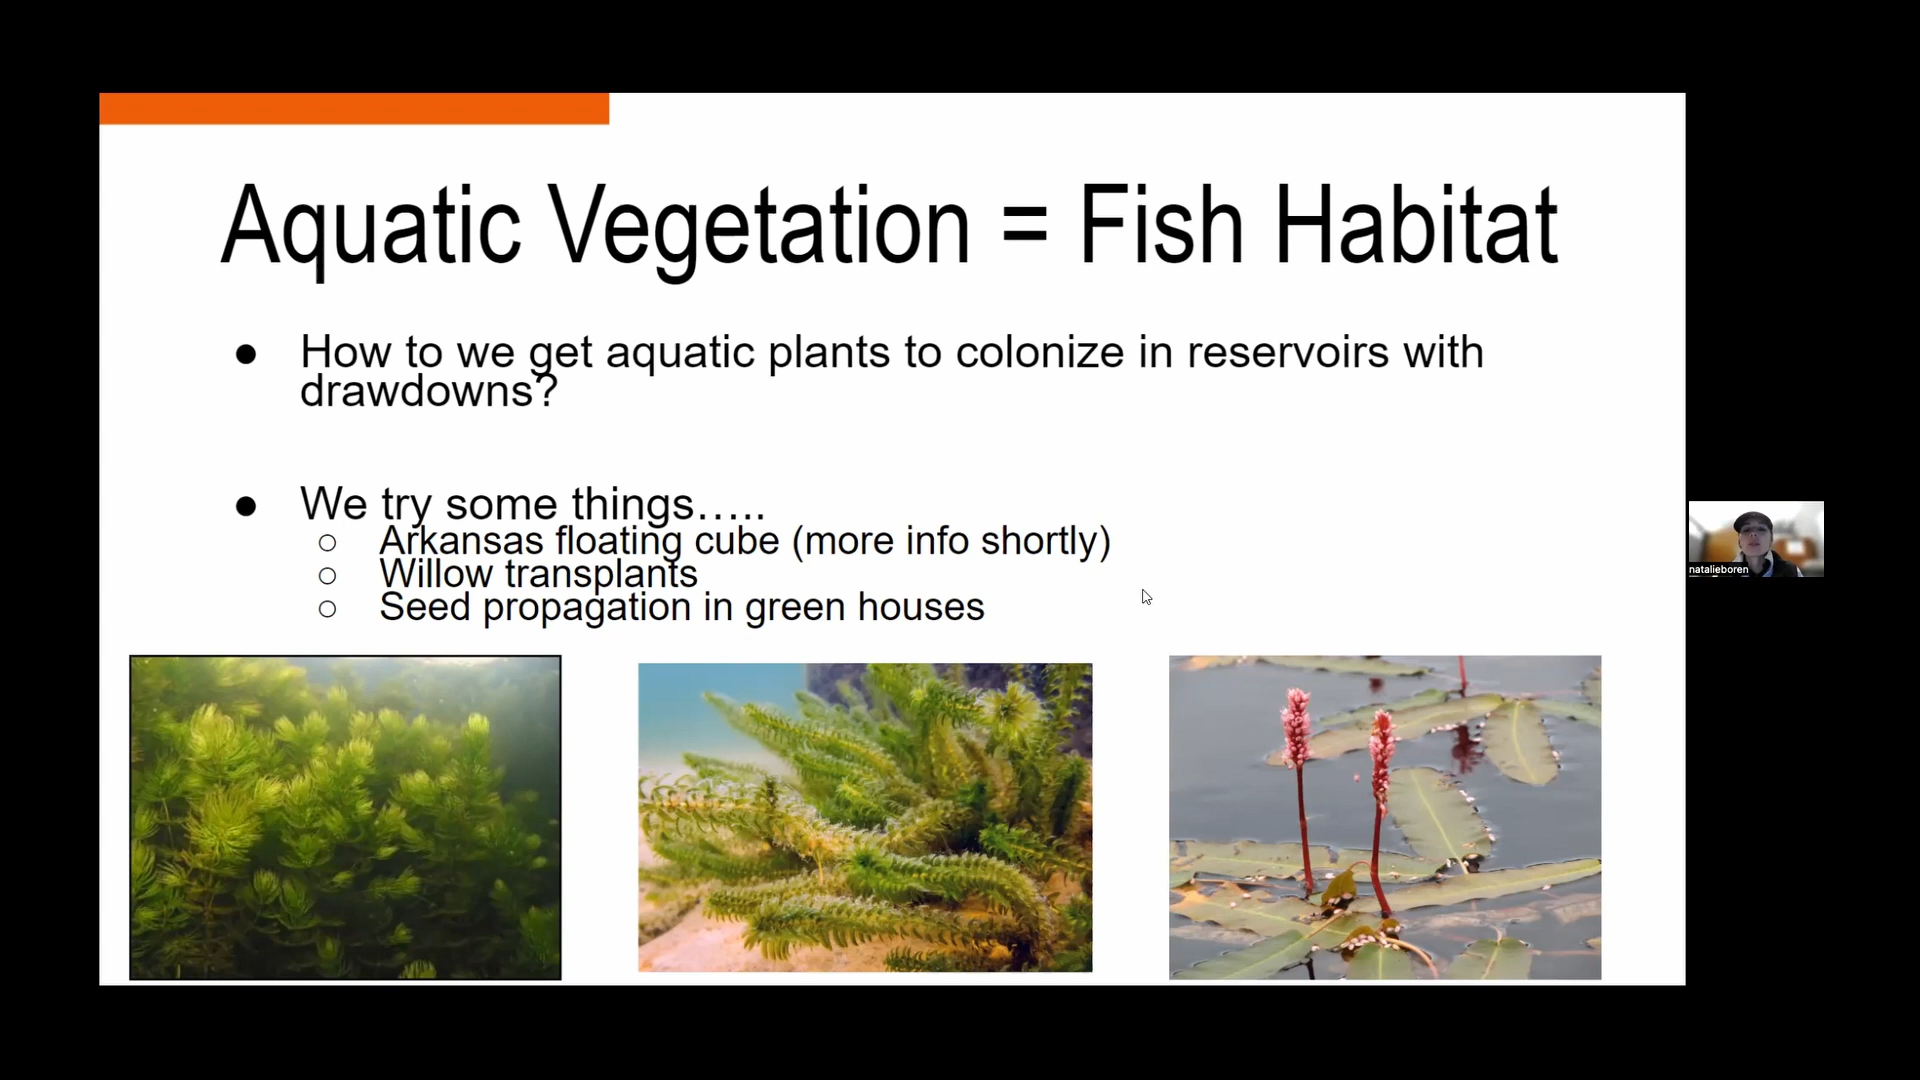 Aquatic Vegetation = Fish Habitat
● How to we get aquatic plants to colonize in reservoirs with
drawdowns?
● We try some things…..
○ Arkansas floating cube (more info shortly)
○ Willow transplants
○ Seed propagation in green houses
natalieboren